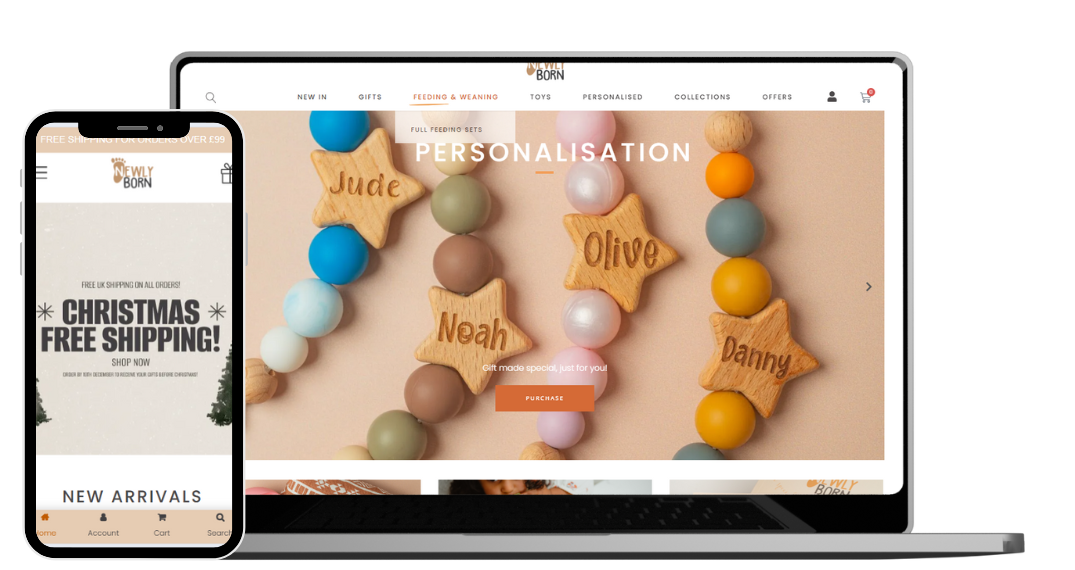 NEWLY
BORN
NEW IN
GIFTS
FEEDING & WEANING
TOYS
PERSONALISED
COLLECTIONS
OFFERS
0
FULL FEEDING SETS
PERSONALISATION
Jude
Olive
Noah
Danny
Gift made special, just for you!
PURCHASE
NEWLY
BORN
FREE SHIPPING FOR ORDERS OVER £99
NEWLY
BORN
FREE UK SHIPPING ON ALL ORDERS!
CHRISTMAS
FREE SHIPPING!
SHOP NOW
ORDER BY 10TH DECEMBER TO RECEIVE YOUR GIFTS BEFORE CHRISTMAS!
NEW ARRIVALS
Home
Account
Cart
Search